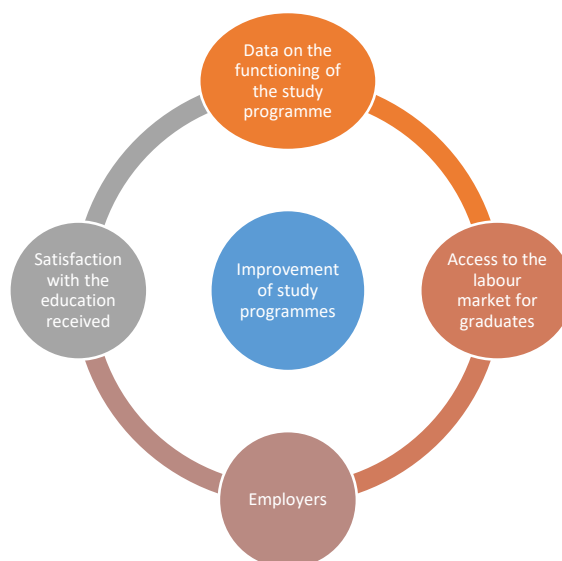 Data on the
functioning of
the study
programme
Satisfaction
with the
education
received
Improvement
of study
programmes
Access to the
labour
market for
graduates
Employers